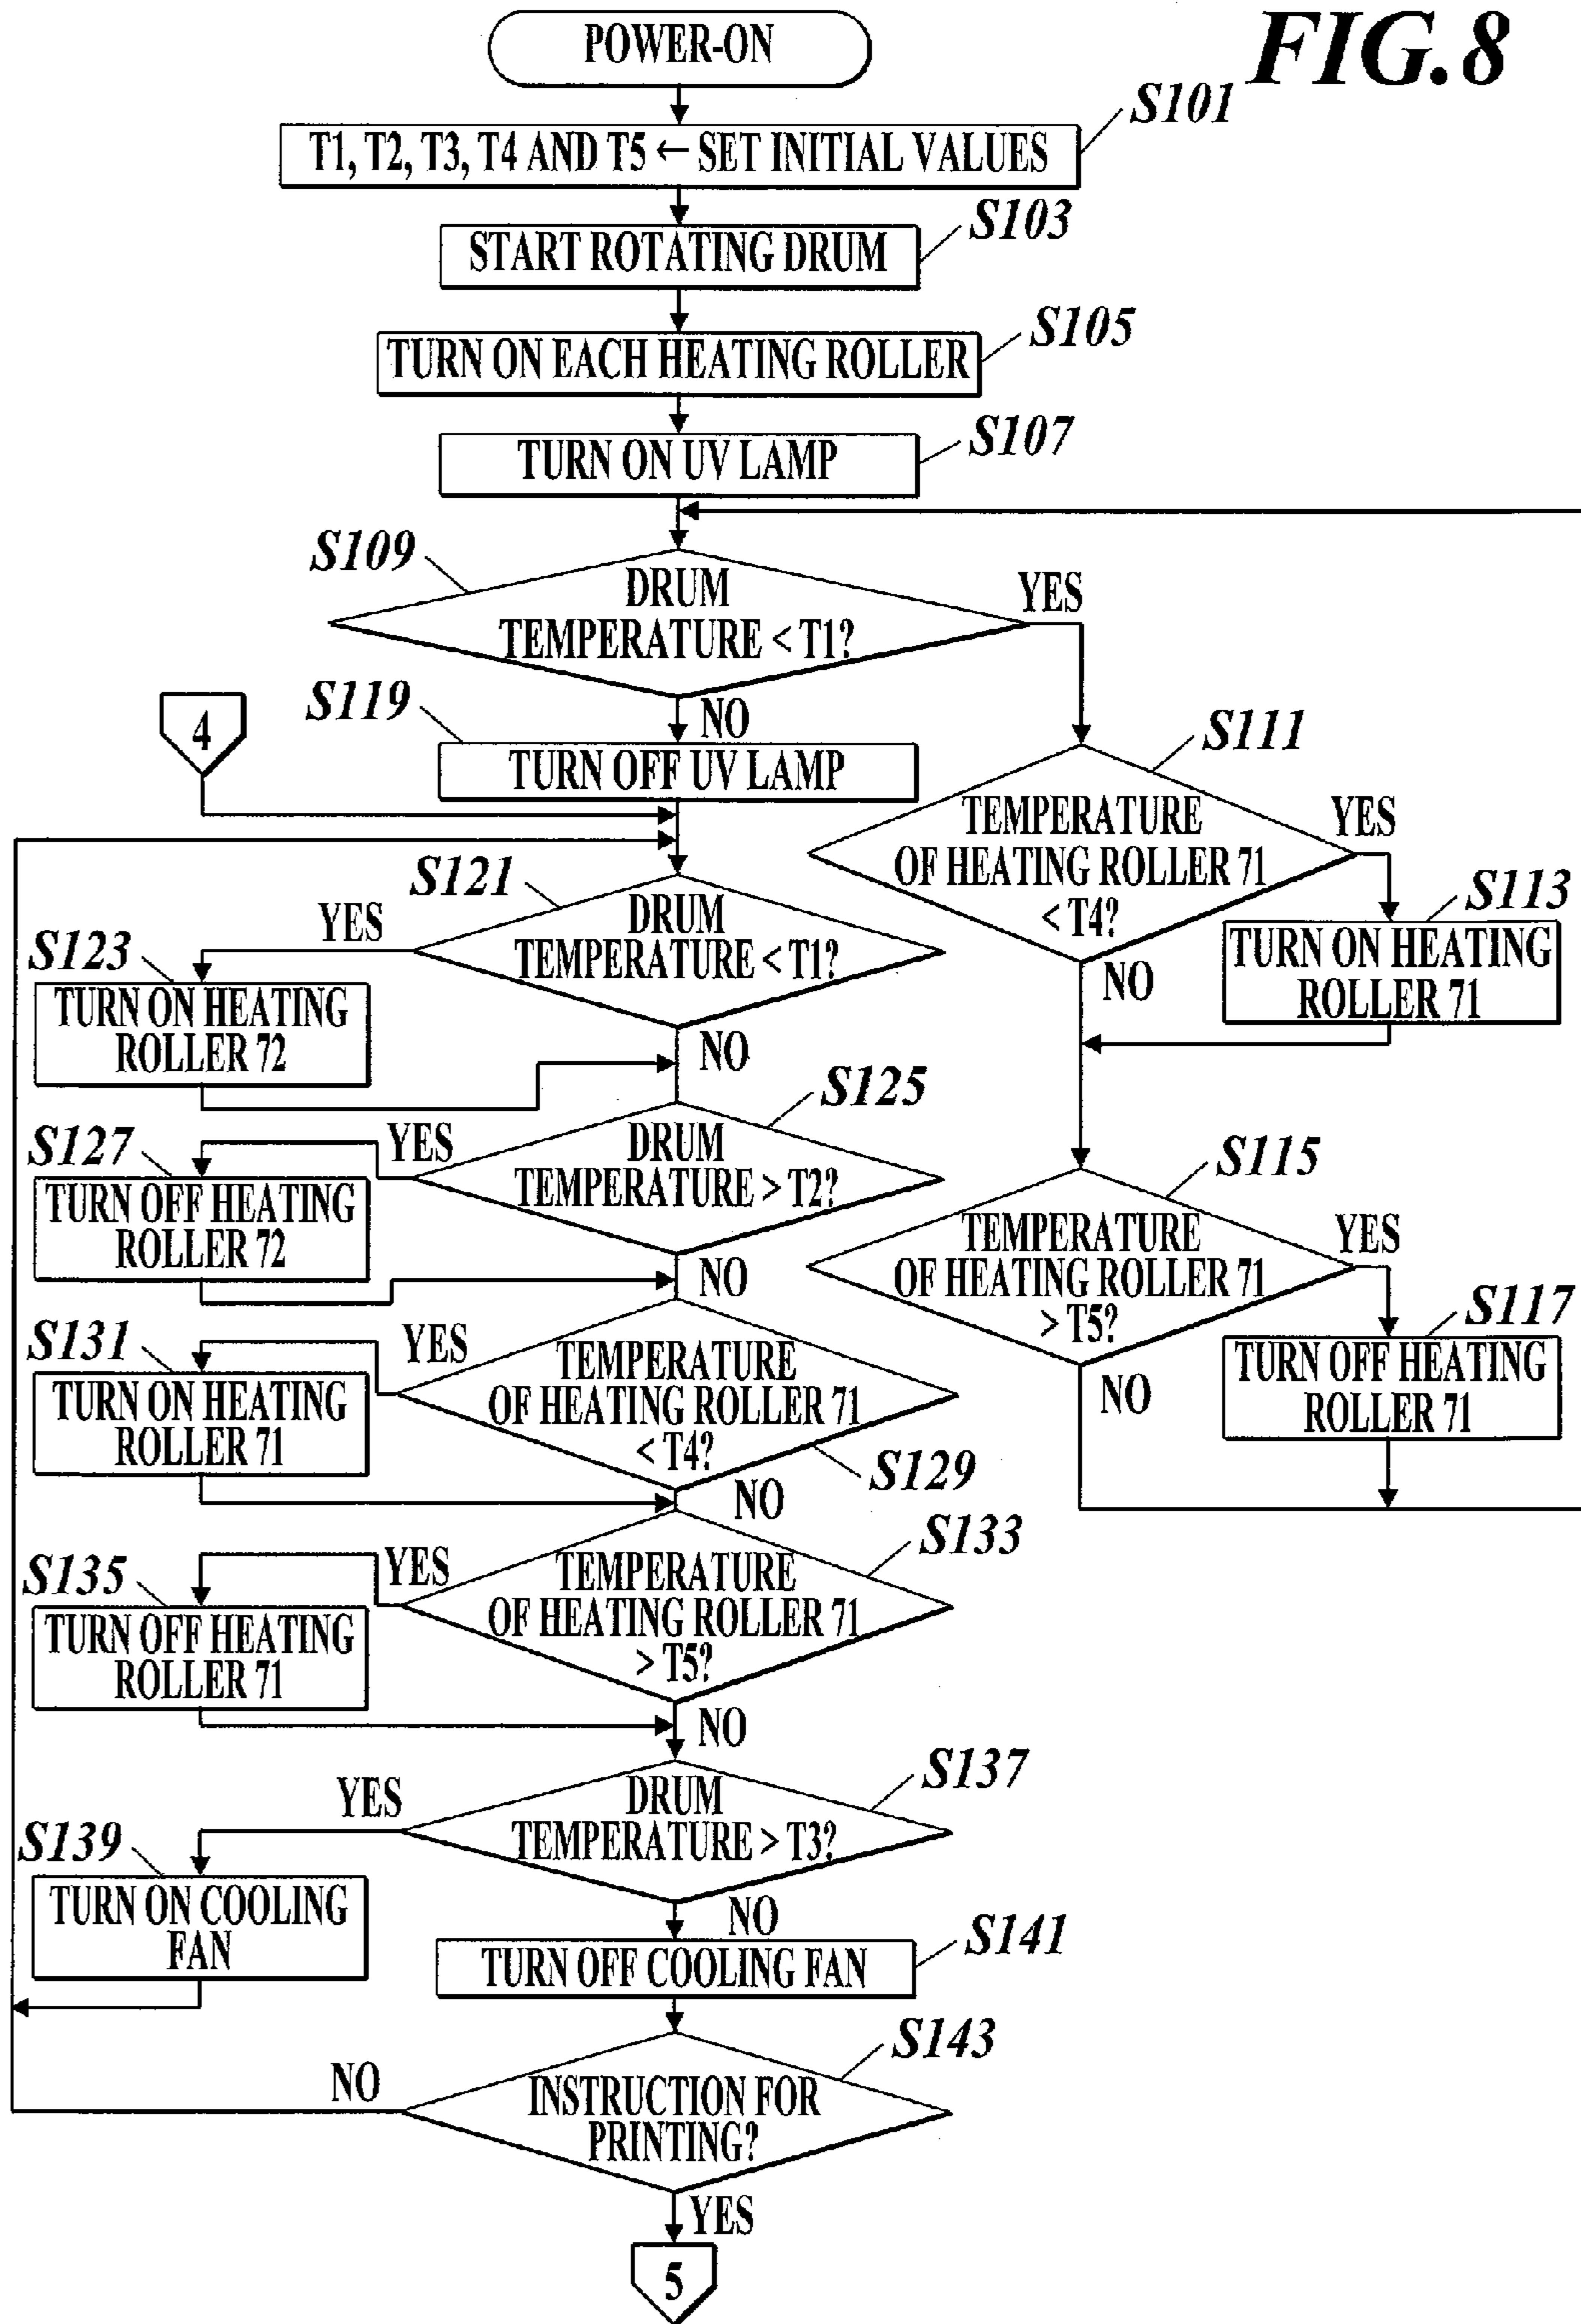 FIG.8
POWER-ON
S101
T1, T2, T3, T4 AND T5 ← SET INITIAL VALUES
S103
START ROTATING DRUM
S105
TURN ON EACH HEATING ROLLER
S107
TURN ON UV LAMP
S109
DRUM
TEMPERATURE < T1?
YES
NO
S111
TEMPERATURE
OF HEATING ROLLER 71
< T4?
YES
NO
S113
TURN ON HEATING
ROLLER 71
S115
TEMPERATURE
OF HEATING ROLLER 71
> T5?
YES
NO
S117
TURN OFF HEATING
ROLLER 71
S119
TURN OFF UV LAMP
4
S121
DRUM
TEMPERATURE < T1?
YES
NO
S123
TURN ON HEATING
ROLLER 72
S125
DRUM
TEMPERATURE > T2?
YES
NO
S127
TURN OFF HEATING
ROLLER 72
S129
TEMPERATURE
OF HEATING ROLLER 71
< T4?
YES
NO
S131
TURN ON HEATING
ROLLER 71
S133
TEMPERATURE
OF HEATING ROLLER 71
> T5?
YES
NO
S135
TURN OFF HEATING
ROLLER 71
S137
DRUM
TEMPERATURE > T3?
YES
NO
S139
TURN ON COOLING
FAN
S141
TURN OFF COOLING FAN
S143
INSTRUCTION FOR
PRINTING?
NO
YES
5